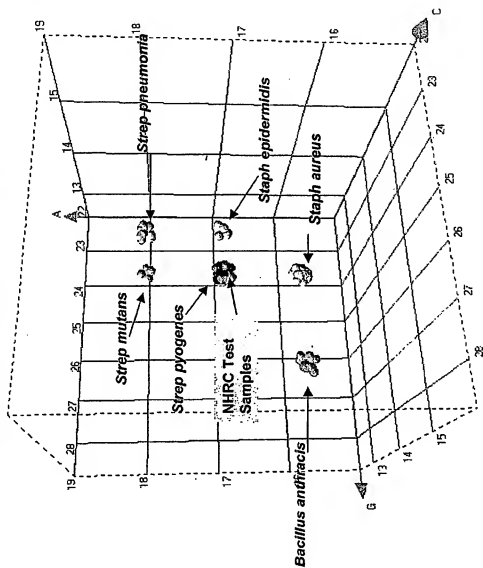 19
18
17
16
C
15
14
13
A
22
23
24
25
26
27
28
19
18
17
Strep pneumonia
Strep mutans
Staph epidermidis
Strep pyogenes
NHRC Test
Samples
Staph aureus
Bacillus anthracis
23
24
25
26
27
28
13
14
15
G